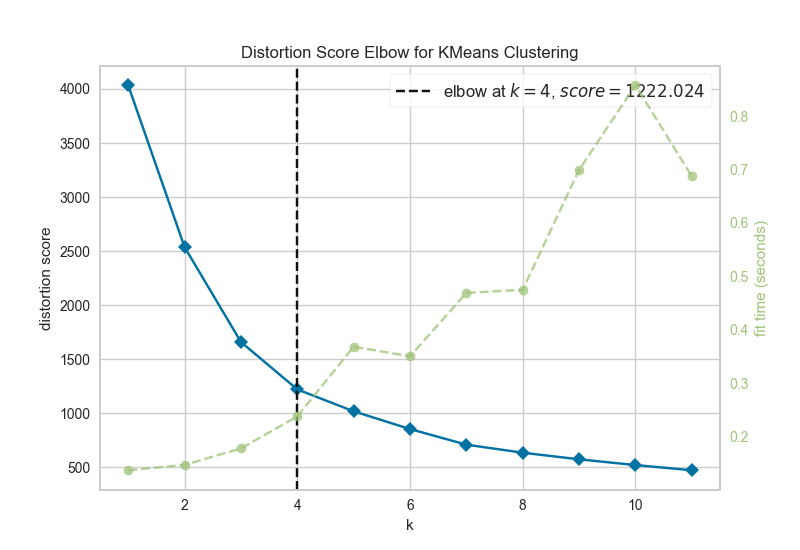 Distortion Score Elbow for KMeans Clustering
elbow at k = 4, score = 1222.024
distortion score
4000
3500
3000
2500
2000
1500
1000
500
fit time (seconds)
0.8
0.7
0.6
0.5
0.4
0.3
0.2
2 4 6 8 10
k